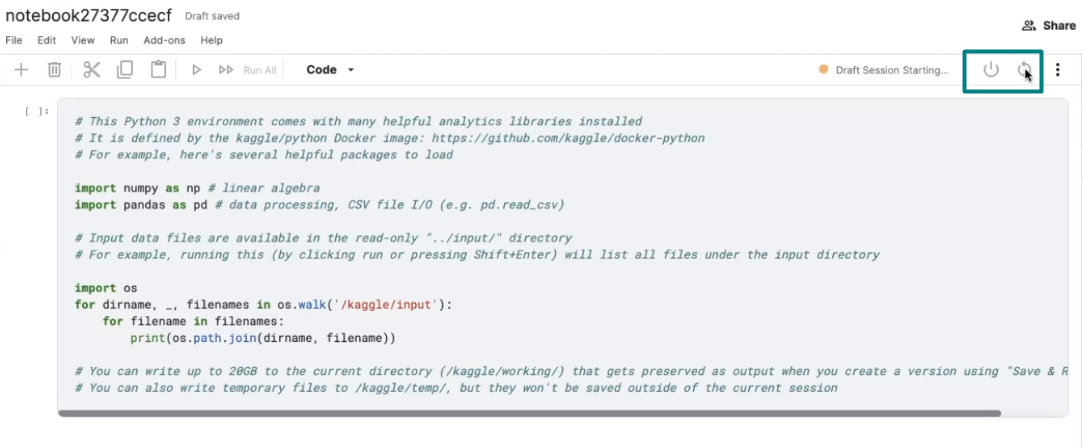 notebook27377ccecf Draft saved
Share
File Edit View Run Add-ons Help
Run All Code Draft Session Starting...
[ ]:
# This Python 3 environment comes with many helpful analytics libraries installed
# It is defined by the kaggle/python Docker image: https://github.com/kaggle/docker-python
# For example, here's several helpful packages to load
import numpy as np # linear algebra
import pandas as pd # data processing, CSV file I/O (e.g. pd.read_csv)
# Input data files are available in the read-only "../input/" directory
# For example, running this (by clicking run or pressing Shift+Enter) will list all files under the input directory
import os
for dirname, _, filenames in os.walk('/kaggle/input'):
    for filename in filenames:
        print(os.path.join(dirname, filename))
# You can write up to 20GB to the current directory (/kaggle/working/) that gets preserved as output when you create a version using "Save & R
# You can also write temporary files to /kaggle/temp/, but they won't be saved outside of the current session